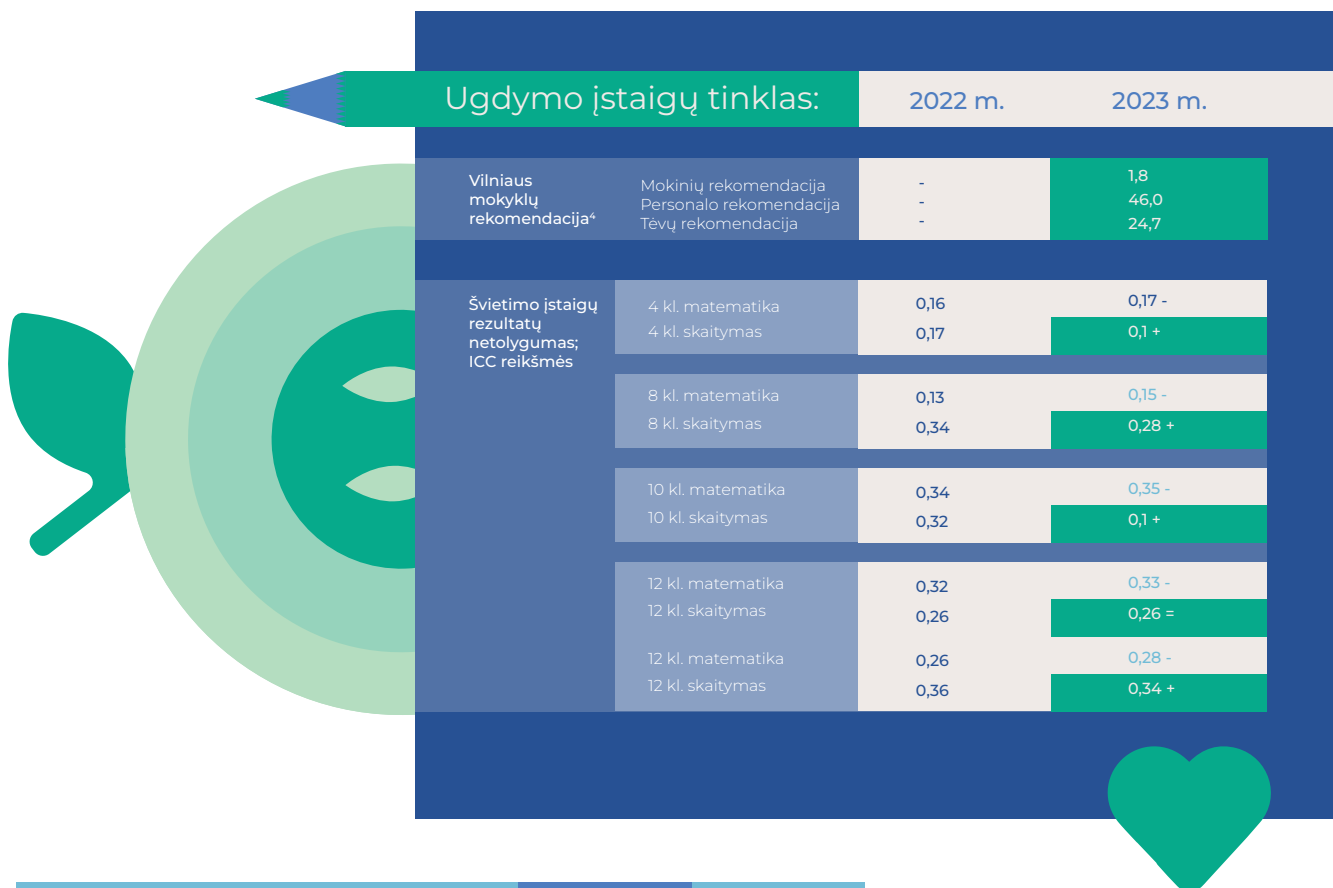 Ugdymo įstaigų tinklas: 2022 m. 2023 m.
Vilniaus
mokyklų
rekomendacija⁴
Mokinių rekomendacija - 1,8
Personalo rekomendacija - 46,0
Tėvų rekomendacija - 24,7
Švietimo įstaigų
rezultatų
netolygumas;
ICC reikšmės
4 kl. matematika 0,16 0,17 -
4 kl. skaitymas 0,17 0,1 +
8 kl. matematika 0,13 0,15 -
8 kl. skaitymas 0,34 0,28 +
10 kl. matematika 0,34 0,35 -
10 kl. skaitymas 0,32 0,1 +
12 kl. matematika 0,32 0,33 -
12 kl. skaitymas 0,26 0,26 =
12 kl. matematika 0,26 0,28 -
12 kl. skaitymas 0,36 0,34 +